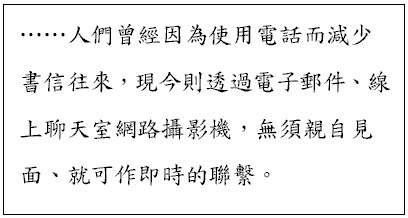 ……人們曾經因為使用電話而減少
書信往來，現今則透過電子郵件、線
上聊天室網路攝影機，無須親自見
面、就可作即時的聯繫。